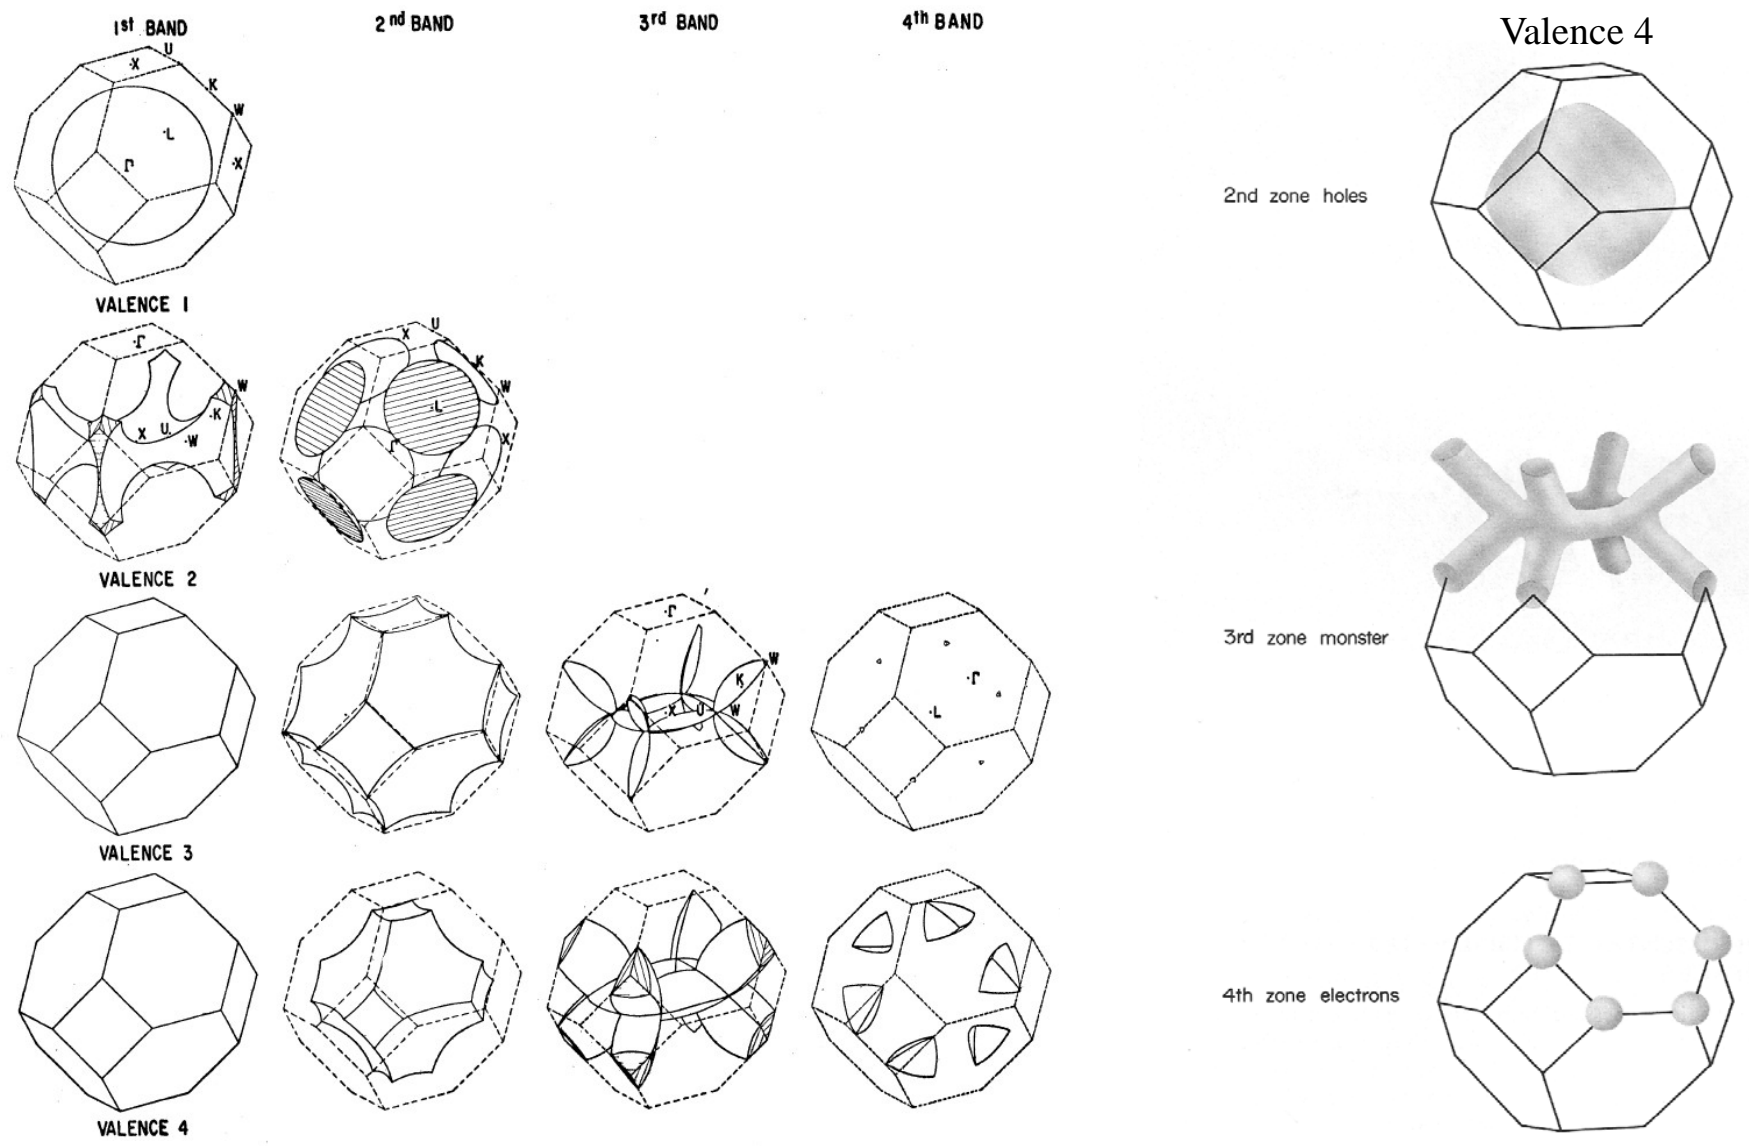 1st BAND
2nd BAND
3rd BAND
4th BAND
Valence 4
U
X
K
W
L
Γ
X
VALENCE 1
2nd zone holes
Γ
W
K
X U W
X U
K
W
L
X
Γ
VALENCE 2
Γ
W
K
X U W
Γ
L
3rd zone monster
VALENCE 3
4th zone electrons
VALENCE 4